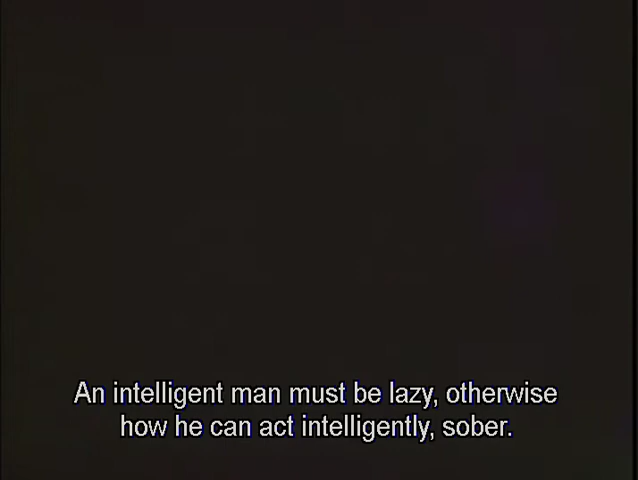 An intelligent man must be lazy, otherwise
how he can act intelligently, sober.